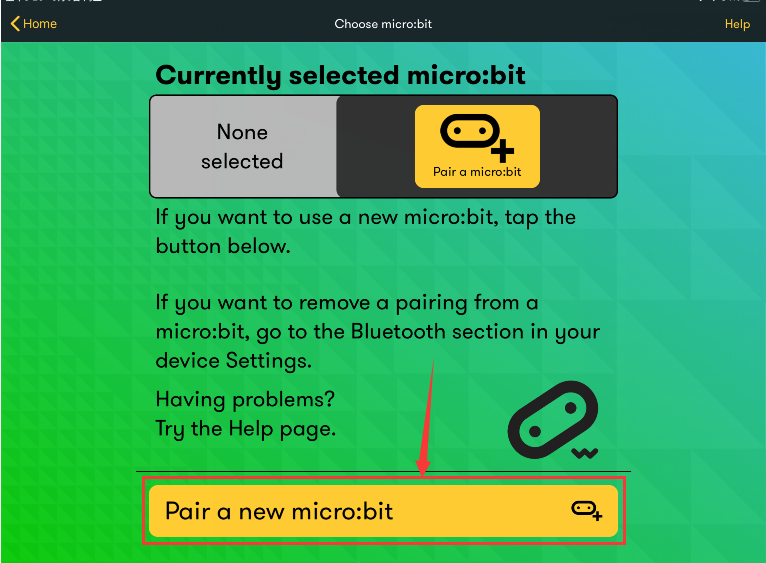 Home
Choose micro:bit
Help
Currently selected micro:bit
None
selected
Pair a micro:bit
If you want to use a new micro:bit, tap the
button below.
If you want to remove a pairing from a
micro:bit, go to the Bluetooth section in your
device Settings.
Having problems?
Try the Help page.
Pair a new micro:bit